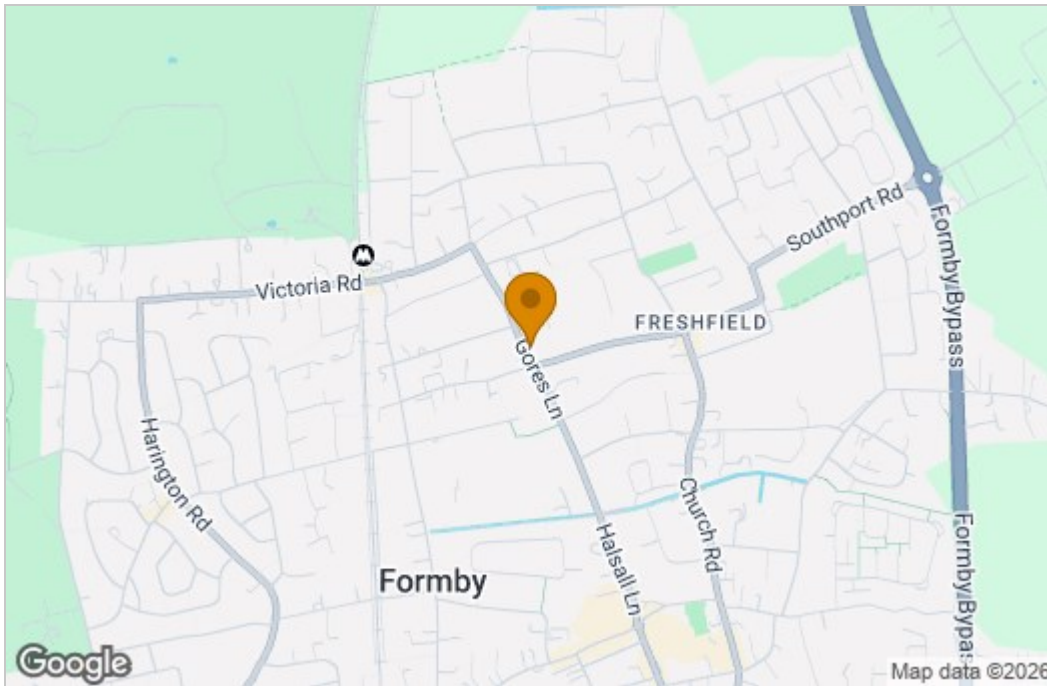 Victoria Rd
Southport Rd
Formby Bypass
FRESHFIELD
Gores Ln
Harington Rd
Church Rd
Halsall Ln
Formby
Formby Bypass
Google
Map data ©2026